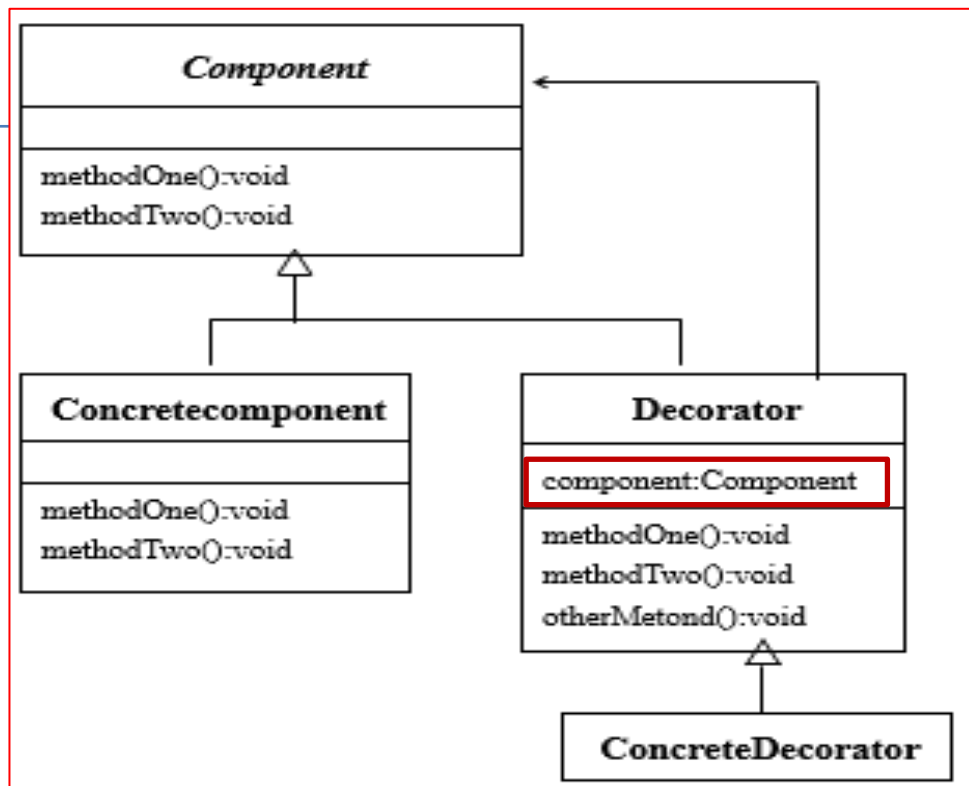 Component
methodOne():void
methodTwo():void
Concretecomponent
methodOne():void
methodTwo():void
Decorator
component:Component
methodOne():void
methodTwo():void
otherMetond():void
ConcreteDecorator